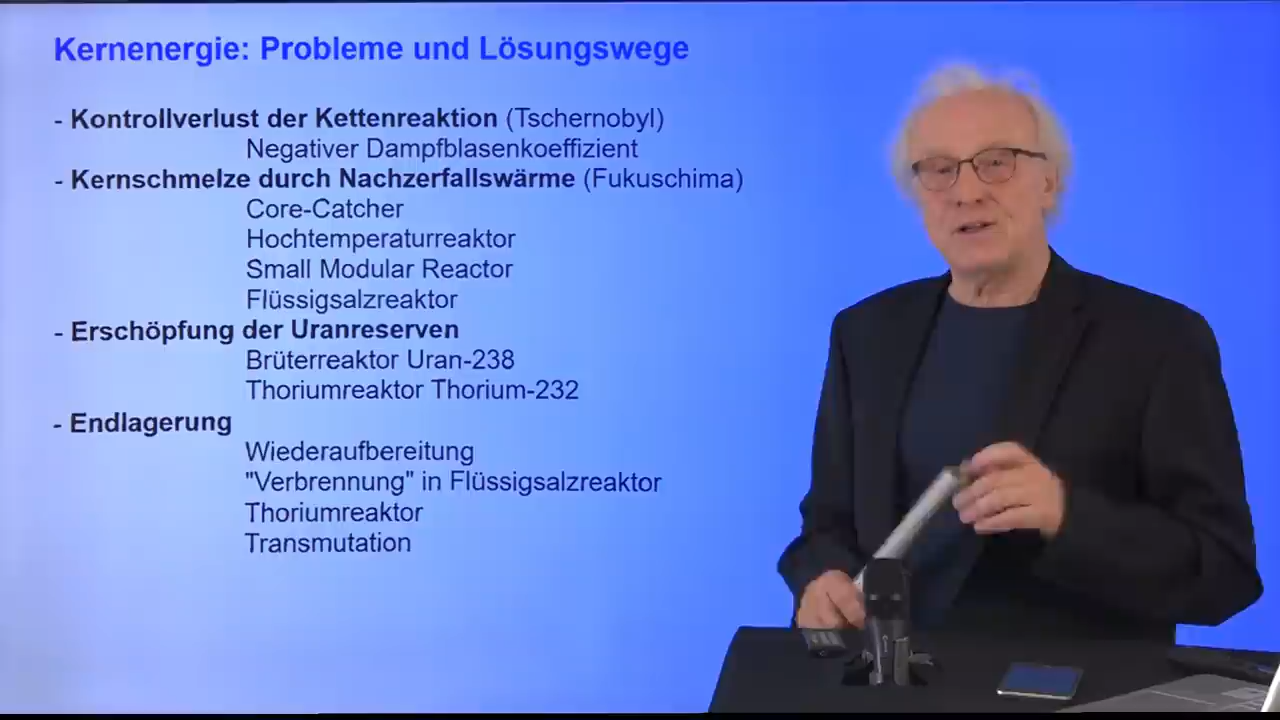 Kernenergie: Probleme und Lösungswege
- Kontrollverlust der Kettenreaktion (Tschernobyl)
Negativer Dampfblasenkoeffizient
- Kernschmelze durch Nachzerfallswärme (Fukuschima)
Core-Catcher
Hochtemperaturreaktor
Small Modular Reactor
Flüssigsalzreaktor
- Erschöpfung der Uranreserven
Brüterreaktor Uran-238
Thoriumreaktor Thorium-232
- Endlagerung
Wiederaufbereitung
"Verbrennung" in Flüssigsalzreaktor
Thoriumreaktor
Transmutation